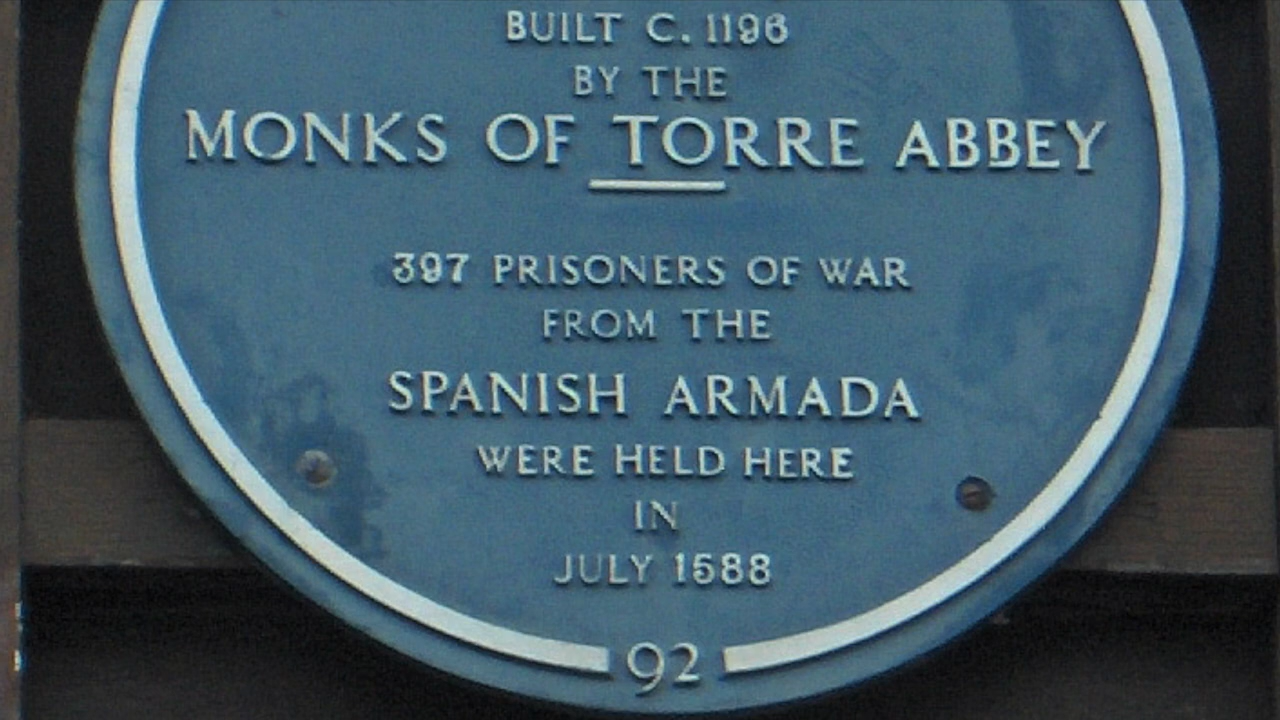 BUILT C. 1196
BY THE
MONKS OF TORRE ABBEY
397 PRISONERS OF WAR
FROM THE
SPANISH ARMADA
WERE HELD HERE
IN
JULY 1588
92